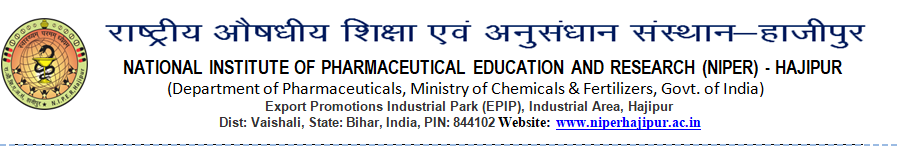 राष्ट्रीय औषधीय शिक्षा एवं अनुसंधान संस्थान–हाजीपुर
NATIONAL INSTITUTE OF PHARMACEUTICAL EDUCATION AND RESEARCH (NIPER) - HAJIPUR
(Department of Pharmaceuticals, Ministry of Chemicals & Fertilizers, Govt. of India)
Export Promotions Industrial Park (EPIP), Industrial Area, Hajipur
Dist: Vaishali, State: Bihar, India, PIN: 844102 Website: www.niperhajipur.ac.in